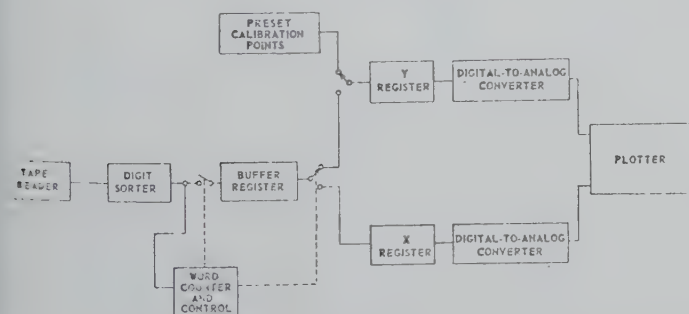 PRESET
CALIBRATION
POINTS
Y
REGISTER
DIGITAL-TO-ANALOG
CONVERTER
PLOTTER
TAPE
READER
DIGIT
SORTER
BUFFER
REGISTER
X
REGISTER
DIGITAL-TO-ANALOG
CONVERTER
WORD
COUNTER
AND
CONTROL